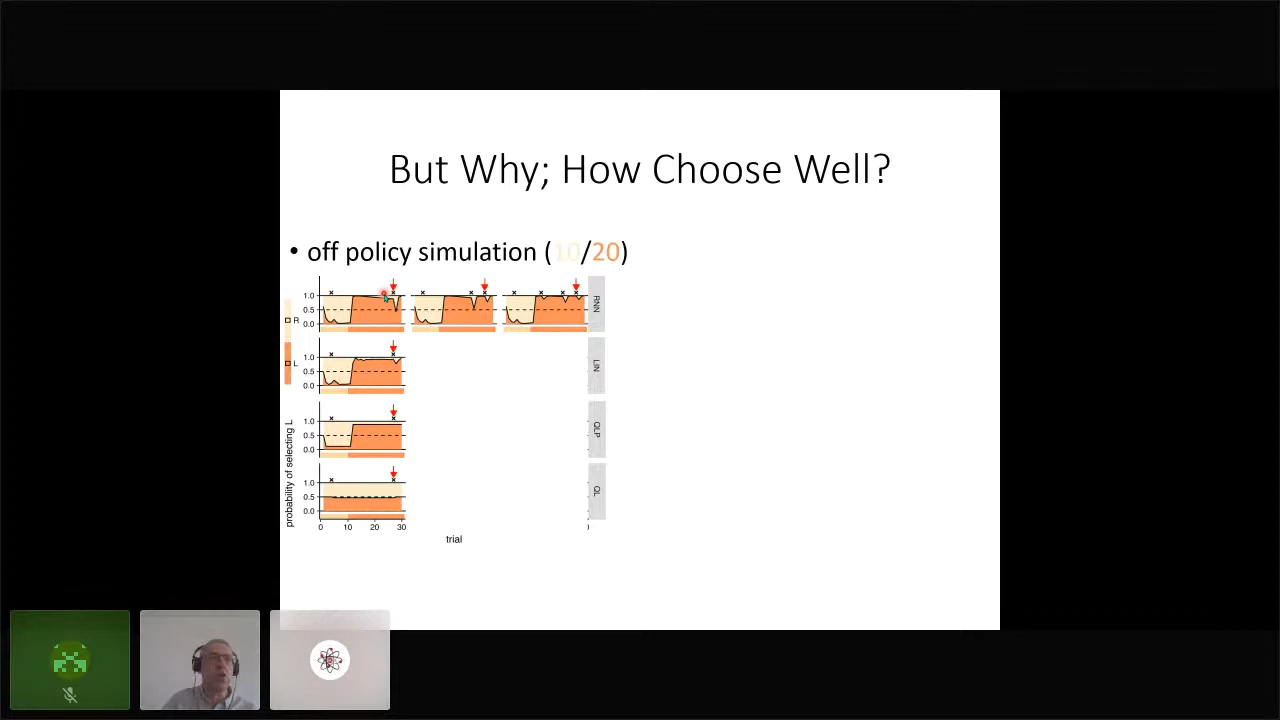 But Why; How Choose Well?
• off policy simulation (10/20)
1.0
0.5
0.0
RNN
R
1.0
0.5
0.0
LIN
L
1.0
0.5
0.0
QLP
1.0
0.5
0.0
QL
probability of selecting L
0 10 20 30
trial